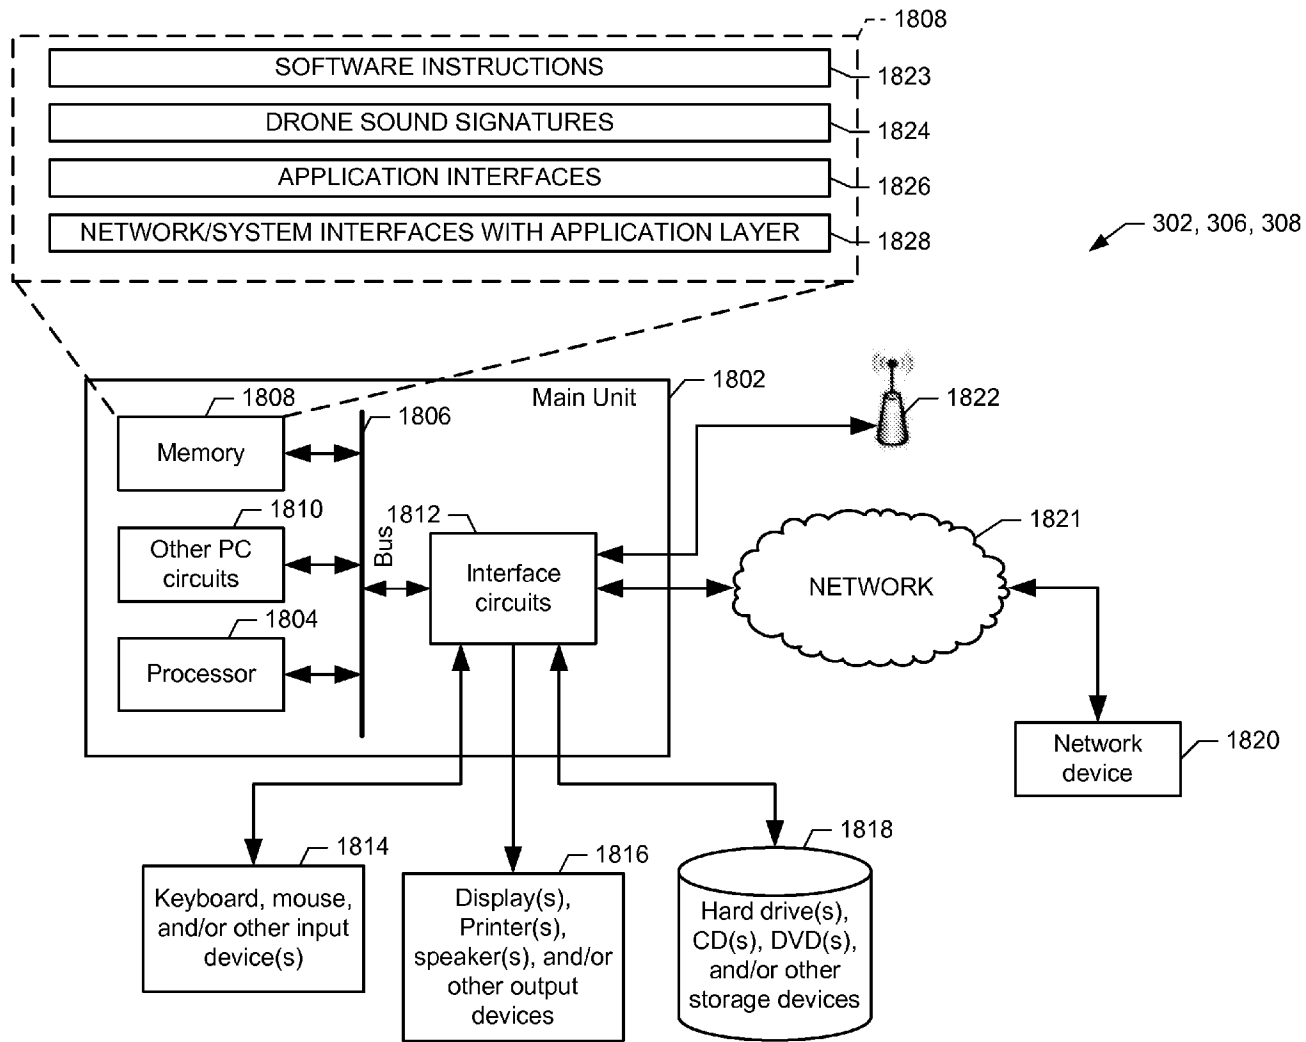 1808
SOFTWARE INSTRUCTIONS
1823
DRONE SOUND SIGNATURES
1824
APPLICATION INTERFACES
1826
NETWORK/SYSTEM INTERFACES WITH APPLICATION LAYER
1828
302, 306, 308
1802
Main Unit
1808
Memory
1806
1822
1810
Other PC
circuits
Bus
1812
Interface
circuits
1821
NETWORK
1804
Processor
Network
device
1820
1814
Keyboard, mouse,
and/or other input
device(s)
1816
Display(s),
Printer(s),
speaker(s), and/or
other output
devices
1818
Hard drive(s),
CD(s), DVD(s),
and/or other
storage devices